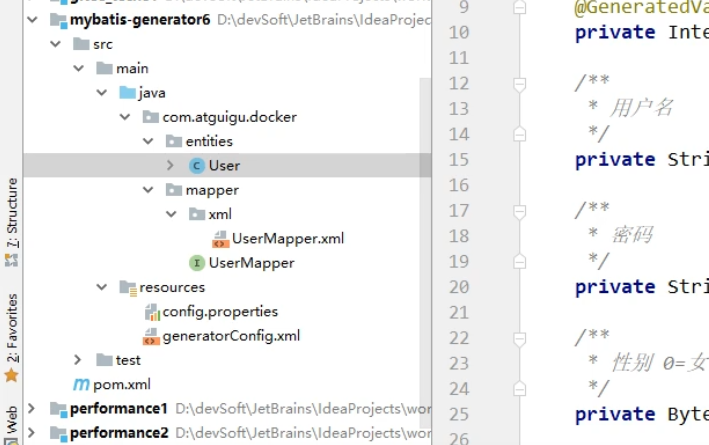 mybatis-generator6 D:\devSoft\JetBrains\IdeaProjects\wor
src
main
java
com.atguigu.docker
entities
User
mapper
xml
UserMapper.xml
UserMapper
resources
config.properties
generatorConfig.xml
test
pom.xml
performance1 D:\devSoft\JetBrains\IdeaProjects\wor
performance2 D:\devSoft\JetBrains\IdeaProjects\wor
7: Structure
2: Favorites
Web
9 @GeneratedVa
10 private Inte
11
12 /**
13 * 用户名
14 */
15 private Stri
16
17 /**
18 * 密码
19 */
20 private Stri
21
22 /**
23 * 性别 0=女
24 */
25 private Byte
26